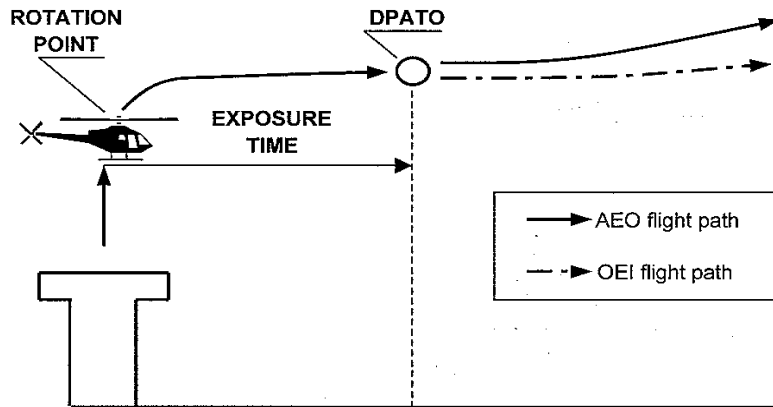 ROTATION
POINT
DPATO
EXPOSURE
TIME
AEO flight path
OEI flight path